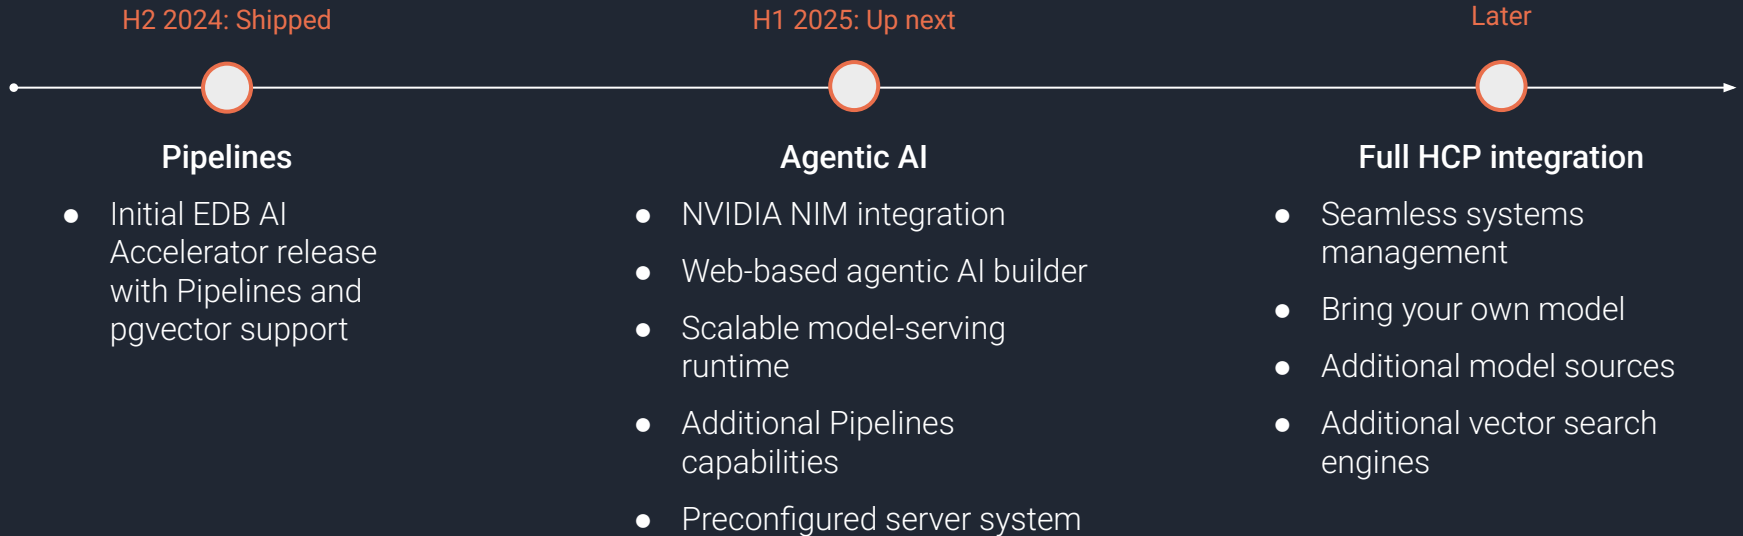 H2 2024: Shipped
H1 2025: Up next
Later
Pipelines
● Initial EDB AI
Accelerator release
with Pipelines and
pgvector support
Agentic AI
● NVIDIA NIM integration
● Web-based agentic AI builder
● Scalable model-serving
runtime
● Additional Pipelines
capabilities
● Preconfigured server system
Full HCP integration
● Seamless systems
management
● Bring your own model
● Additional model sources
● Additional vector search
engines